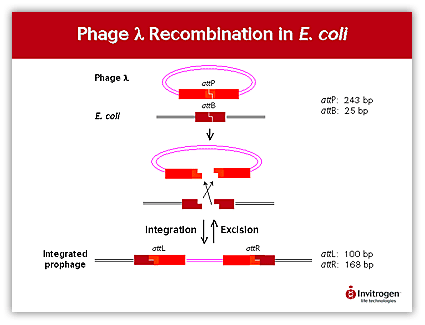 Phage λ Recombination in E. coli
Phage λ
attP
attP: 243 bp
attB: 25 bp
attB
E. coli
Integration
Excision
Integrated
prophage
attL
attR
attL: 100 bp
attR: 168 bp
Invitrogen
life technologies